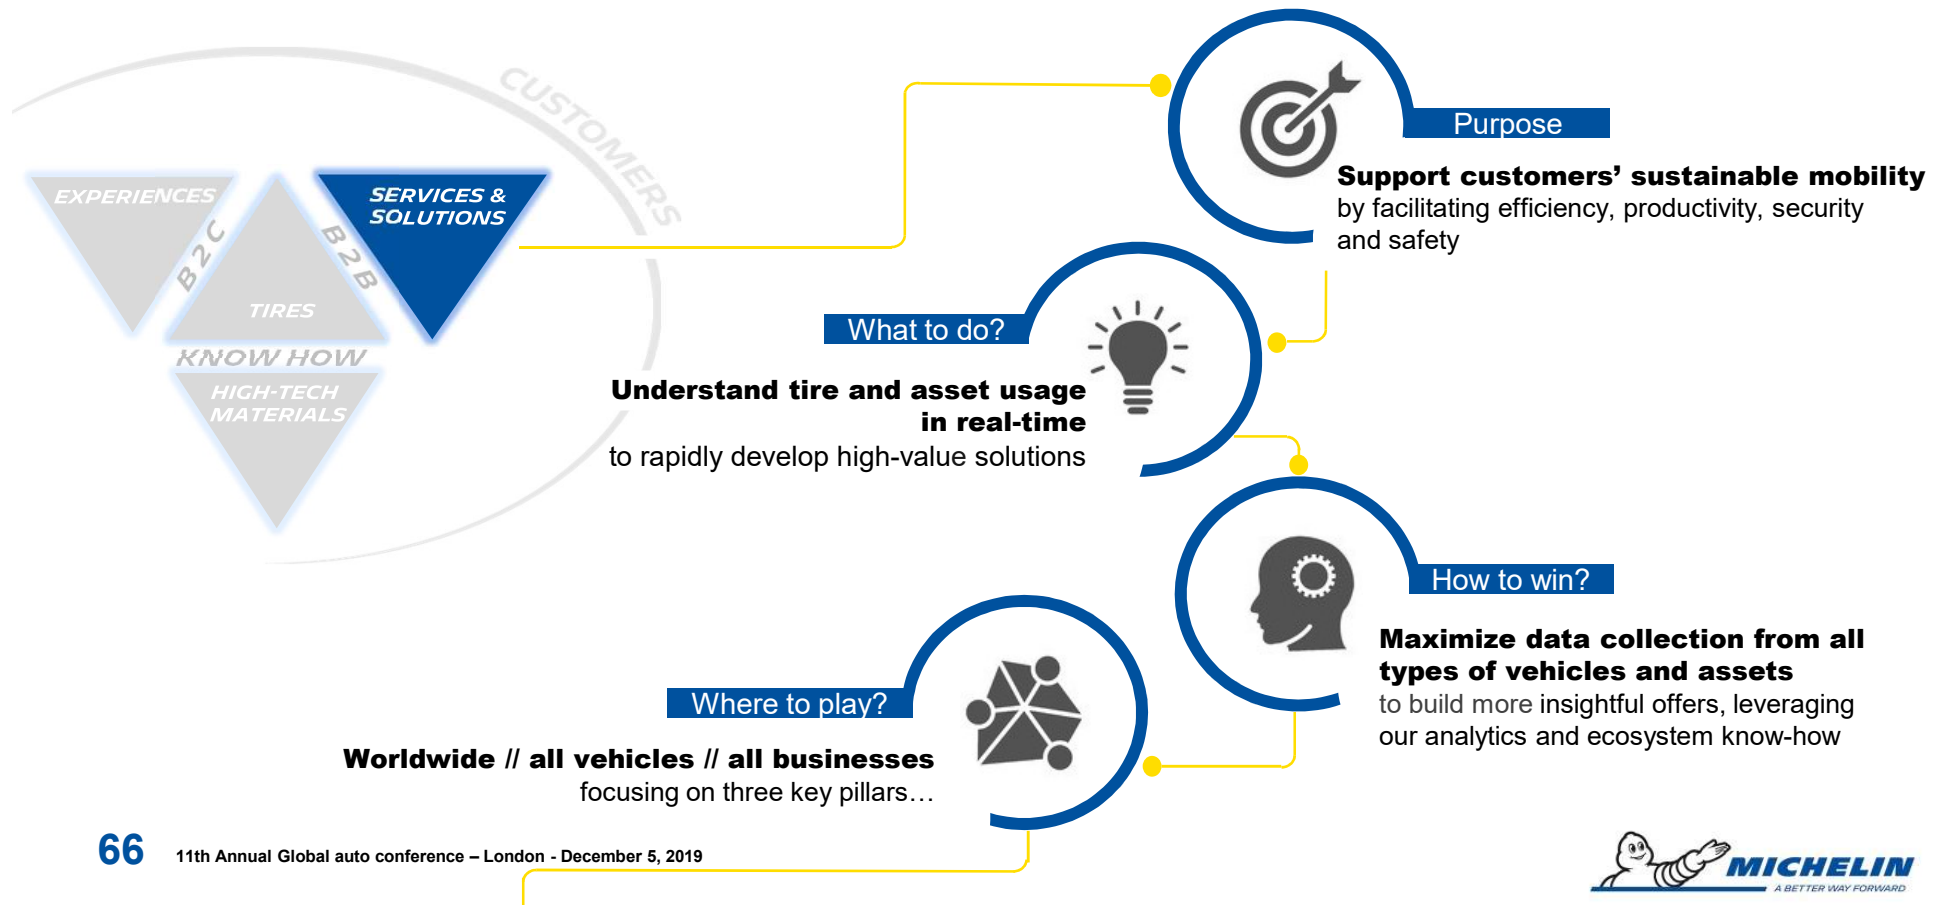 CUSTOMERS
EXPERIENCES
B2C
TIRES
B2B
SERVICES &
SOLUTIONS
KNOW HOW
HIGH-TECH
MATERIALS
Purpose
Support customers’ sustainable mobility
by facilitating efficiency, productivity, security
and safety
What to do?
Understand tire and asset usage
in real-time
to rapidly develop high-value solutions
How to win?
Maximize data collection from all
types of vehicles and assets
to build more insightful offers, leveraging
our analytics and ecosystem know-how
Where to play?
Worldwide // all vehicles // all businesses
focusing on three key pillars…
66
11th Annual Global auto conference – London - December 5, 2019
MICHELIN
A BETTER WAY FORWARD